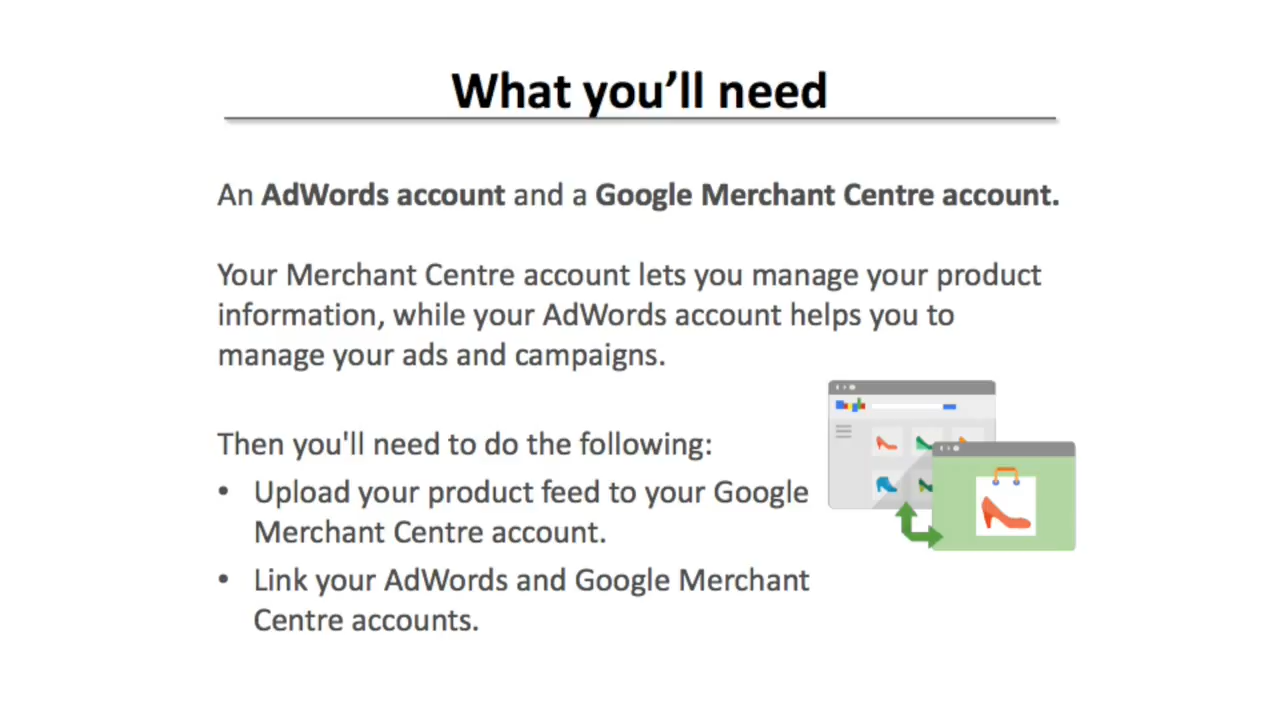 What you’ll need
An AdWords account and a Google Merchant Centre account.
Your Merchant Centre account lets you manage your product
information, while your AdWords account helps you to
manage your ads and campaigns.
Then you'll need to do the following:
• Upload your product feed to your Google
Merchant Centre account.
• Link your AdWords and Google Merchant
Centre accounts.